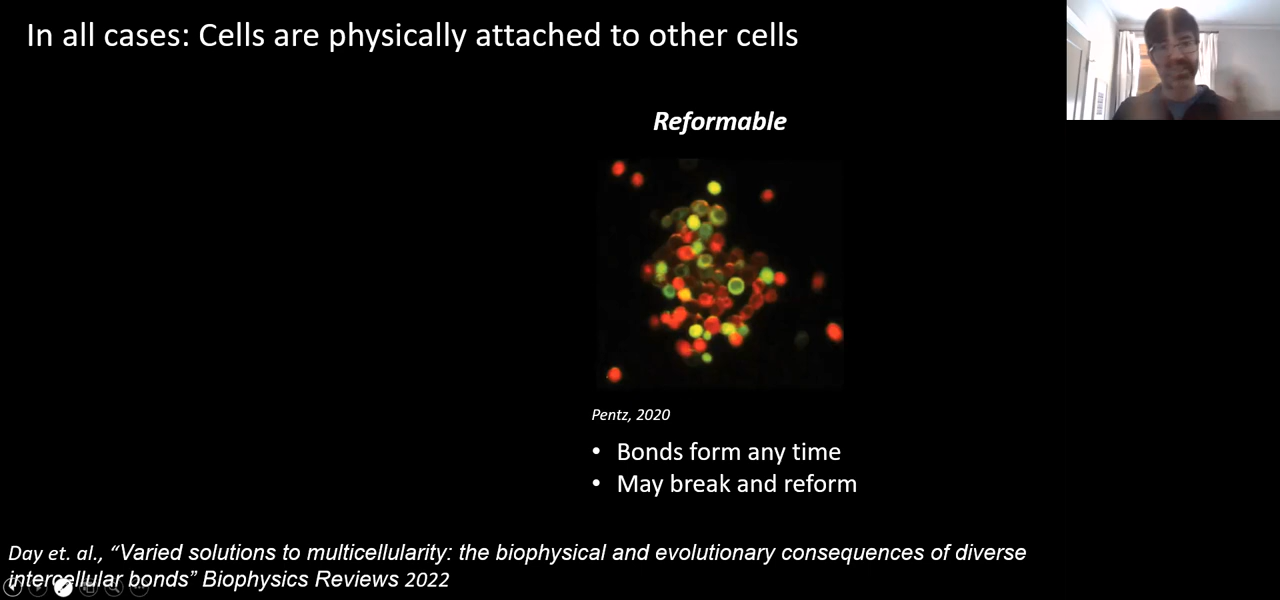 In all cases: Cells are physically attached to other cells
Reformable
Pentz, 2020
• Bonds form any time
• May break and reform
Day et. al., “Varied solutions to multicellularity: the biophysical and evolutionary consequences of diverse
intercellular bonds” Biophysics Reviews 2022